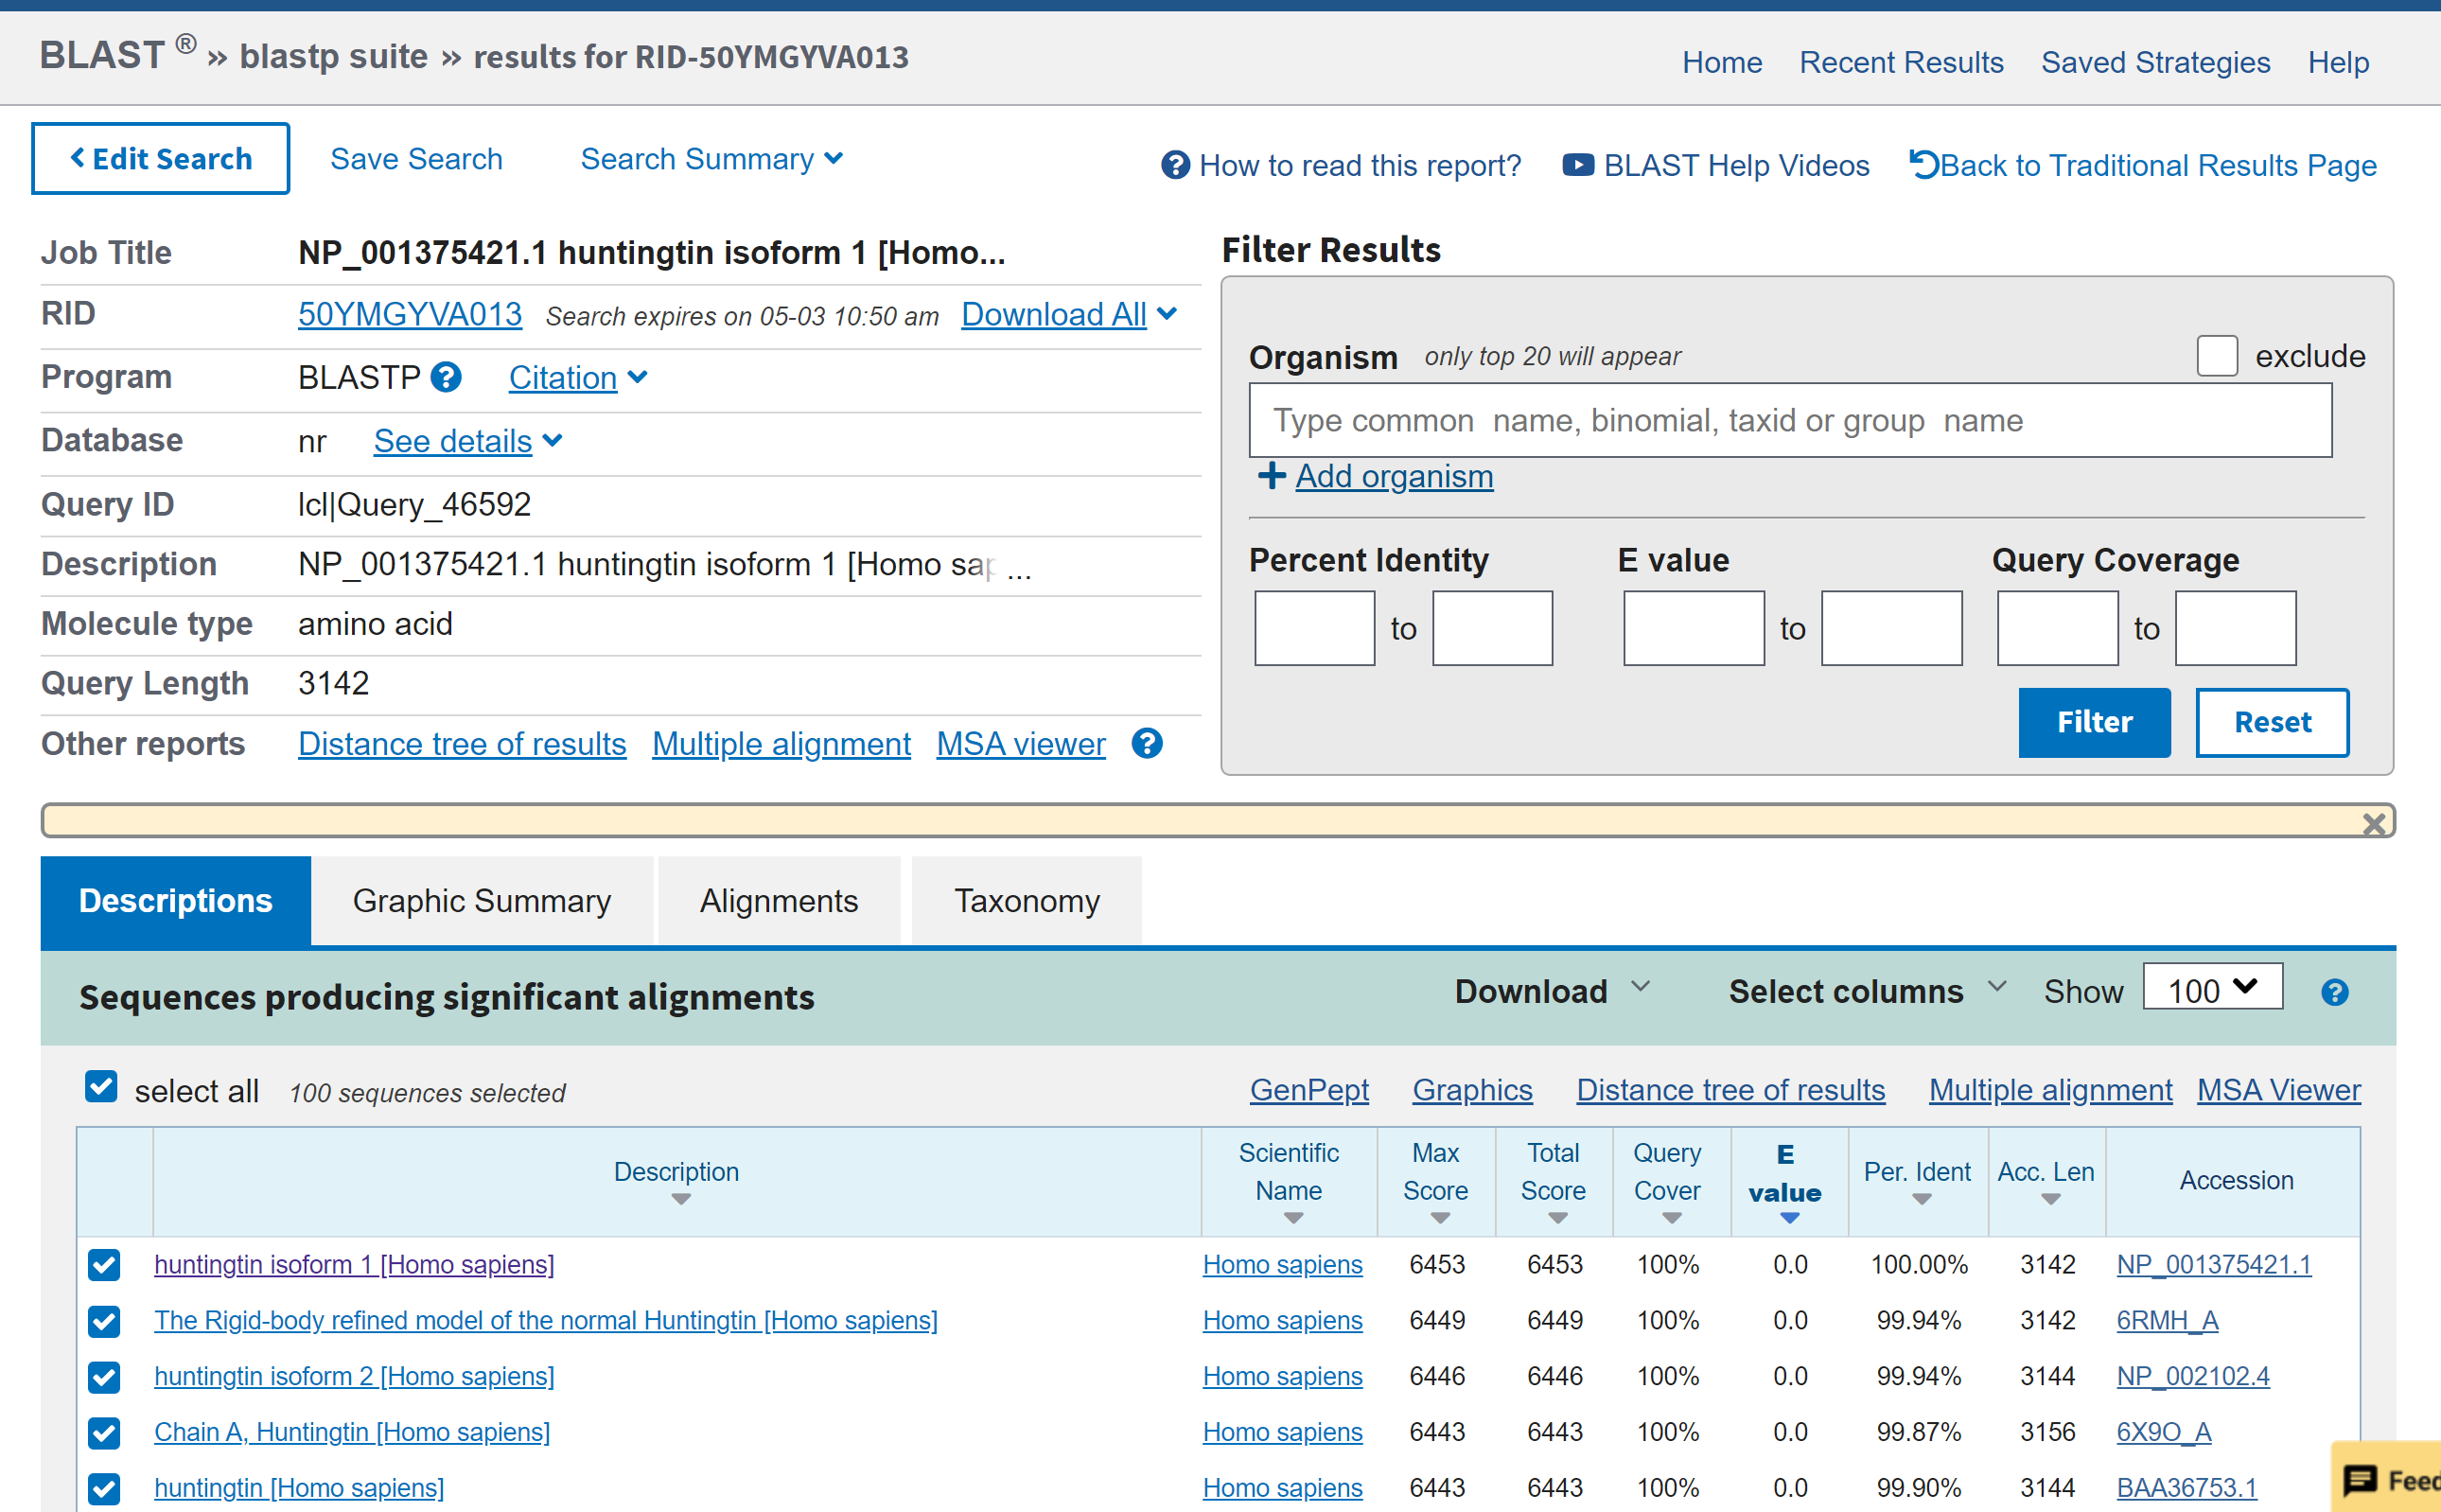 BLAST ® » blastp suite » results for RID-50YMGYVA013
Home Recent Results Saved Strategies Help
Edit Search Save Search Search Summary
How to read this report? BLAST Help Videos Back to Traditional Results Page
Job Title NP_001375421.1 huntingtin isoform 1 [Homo...
RID 50YMGYVA013 Search expires on 05-03 10:50 am Download All
Program BLASTP Citation
Database nr See details
Query ID lcl|Query_46592
Description NP_001375421.1 huntingtin isoform 1 [Homo sap ...
Molecule type amino acid
Query Length 3142
Other reports Distance tree of results Multiple alignment MSA viewer
Filter Results
Organism only top 20 will appear exclude
Type common name, binomial, taxid or group name
Add organism
Percent Identity E value Query Coverage
to to to
Filter Reset
Descriptions Graphic Summary Alignments Taxonomy
Sequences producing significant alignments Download Select columns Show 100
select all 100 sequences selected GenPept Graphics Distance tree of results Multiple alignment MSA Viewer
Description Scientific Name Max Score Total Score Query Cover E value Per. Ident Acc. Len Accession
huntingtin isoform 1 [Homo sapiens] Homo sapiens 6453 6453 100% 0.0 100.00% 3142 NP_001375421.1
The Rigid-body refined model of the normal Huntingtin [Homo sapiens] Homo sapiens 6449 6449 100% 0.0 99.94% 3142 6RMH_A
huntingtin isoform 2 [Homo sapiens] Homo sapiens 6446 6446 100% 0.0 99.94% 3144 NP_002102.4
Chain A, Huntingtin [Homo sapiens] Homo sapiens 6443 6443 100% 0.0 99.87% 3156 6X9O_A
huntingtin [Homo sapiens] Homo sapiens 6443 6443 100% 0.0 99.90% 3144 BAA36753.1
Feed